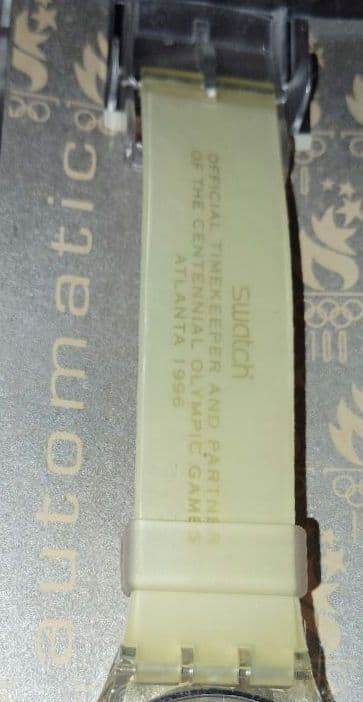 automatic
swatch
OFFICIAL TIMEKEEPER AND PARTNER
OF THE CENTENNIAL OLYMPIC GAMES
ATLANTA 1996